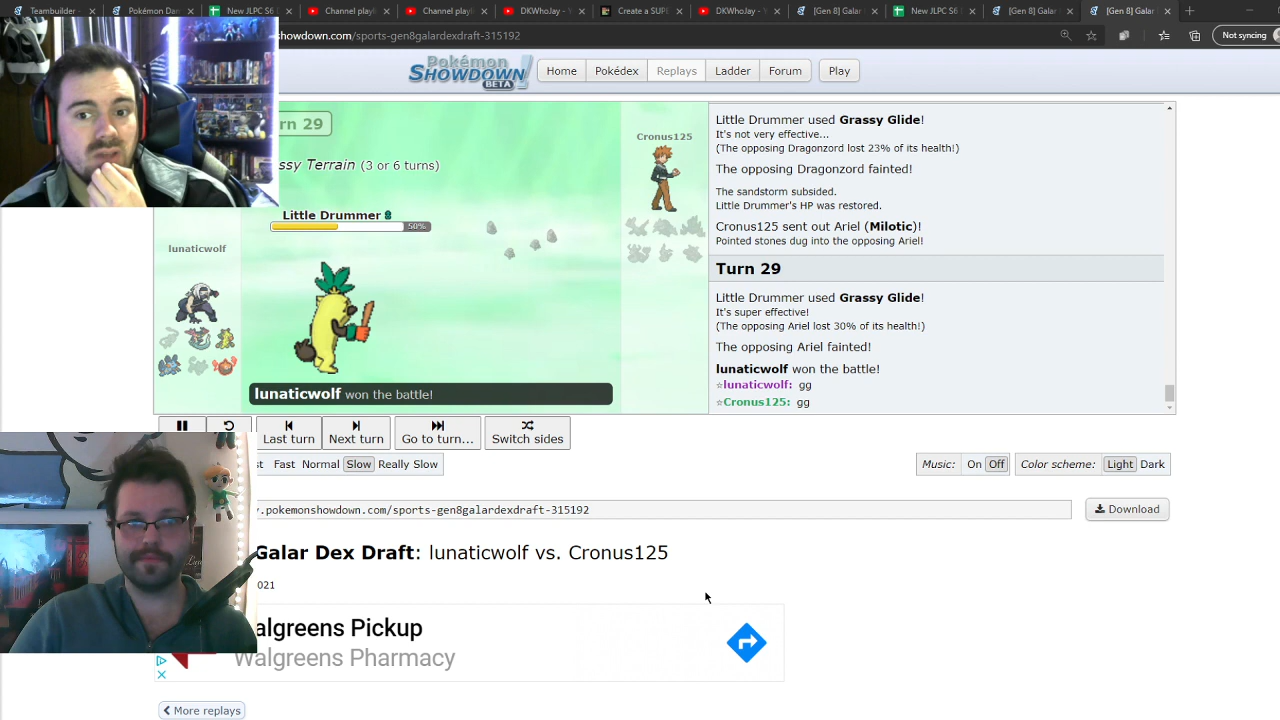 Teambuilder -
Pokémon Dam
New JLPC S6
Channel playl
Channel playl
DKWhoJay -
Create a SUPE
DKWhoJay -
[Gen 8] Galar
New JLPC S6
[Gen 8] Galar
[Gen 8] Galar
howdown.com/sports-gen8galardexdraft-315192
Not syncing
Pokémon
SHOWDOWN!
BETA
Home
Pokédex
Replays
Ladder
Forum
Play
rn 29
ssy Terrain (3 or 6 turns)
Little Drummer
50%
lunaticwolf
Cronus125
lunaticwolf won the battle!
Little Drummer used Grassy Glide!
It's not very effective...
(The opposing Dragonzord lost 23% of its health!)
The opposing Dragonzord fainted!
The sandstorm subsided.
Little Drummer's HP was restored.
Cronus125 sent out Ariel (Milotic)!
Pointed stones dug into the opposing Ariel!
Turn 29
Little Drummer used Grassy Glide!
It's super effective!
(The opposing Ariel lost 30% of its health!)
The opposing Ariel fainted!
lunaticwolf won the battle!
☆lunaticwolf: gg
☆Cronus125: gg
Last turn
Next turn
Go to turn...
Switch sides
st
Fast
Normal
Slow
Really Slow
Music:
On
Off
Color scheme:
Light
Dark
y.pokemonshowdown.com/sports-gen8galardexdraft-315192
Download
Galar Dex Draft: lunaticwolf vs. Cronus125
021
algreens Pickup
Walgreens Pharmacy
More replays